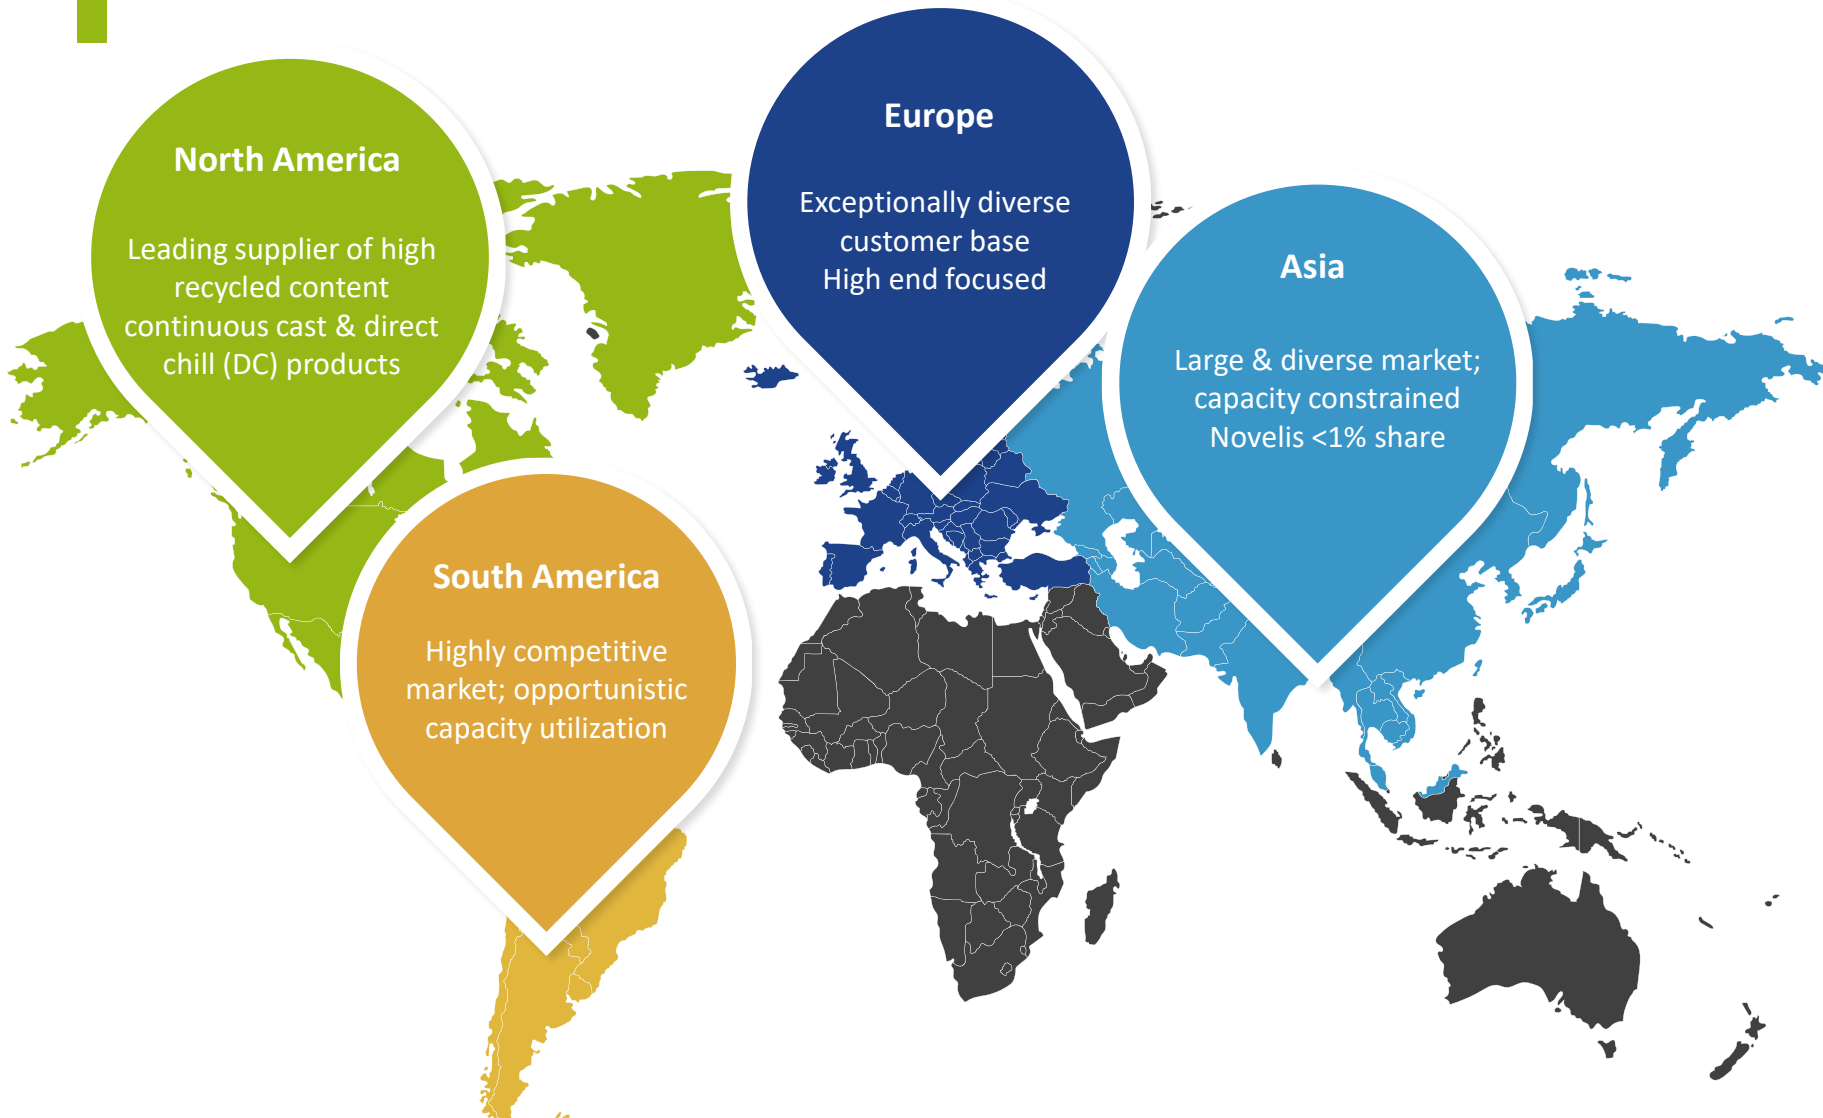 North America
Leading supplier of high
recycled content
continuous cast & direct
chill (DC) products
Europe
Exceptionally diverse
customer base
High end focused
Asia
Large & diverse market;
capacity constrained
Novelis <1% share
South America
Highly competitive
market; opportunistic
capacity utilization